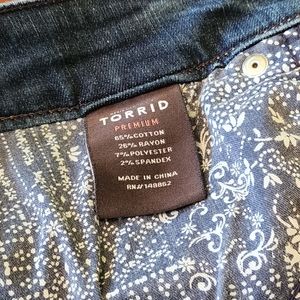 TORRID
PREMIUM
65% COTTON
26% RAYON
7% POLYESTER
2% SPANDEX
MADE IN CHINA
RN# 148862